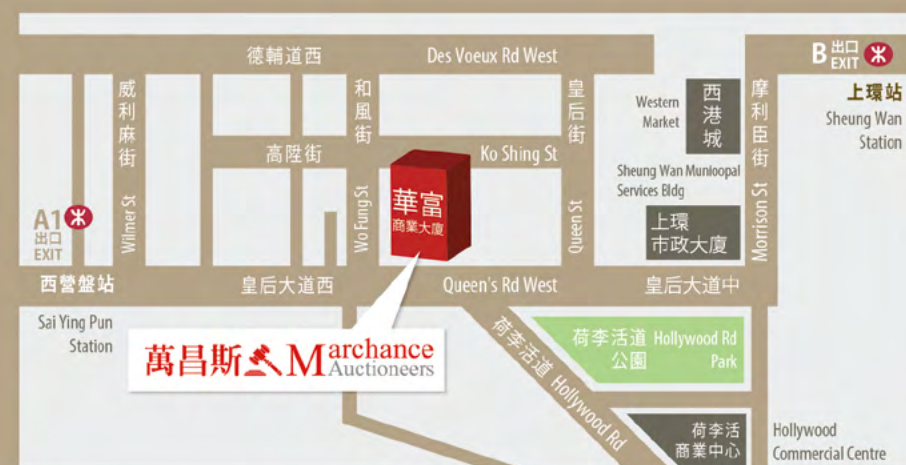 德輔道西 Des Voeux Rd West
B 出口 EXIT
上環站
Sheung Wan
Station
威利麻街 Wilmer St
和風街 Wo Fung St
皇后街 Queen St
摩利臣街 Morrison St
Western
Market
西港城
高陞街 Ko Shing St
Sheung Wan Munioopal
Services Bldg
上環
市政大廈
華富
商業大廈
A1
出口
EXIT
西營盤站
Sai Ying Pun
Station
皇后大道西 Queen's Rd West 皇后大道中
萬昌斯 Marchance
Auctioneers
荷李活道 Hollywood Rd
荷李活道 Hollywood Rd
公園 Park
荷李活
商業中心
Hollywood
Commercial Centre